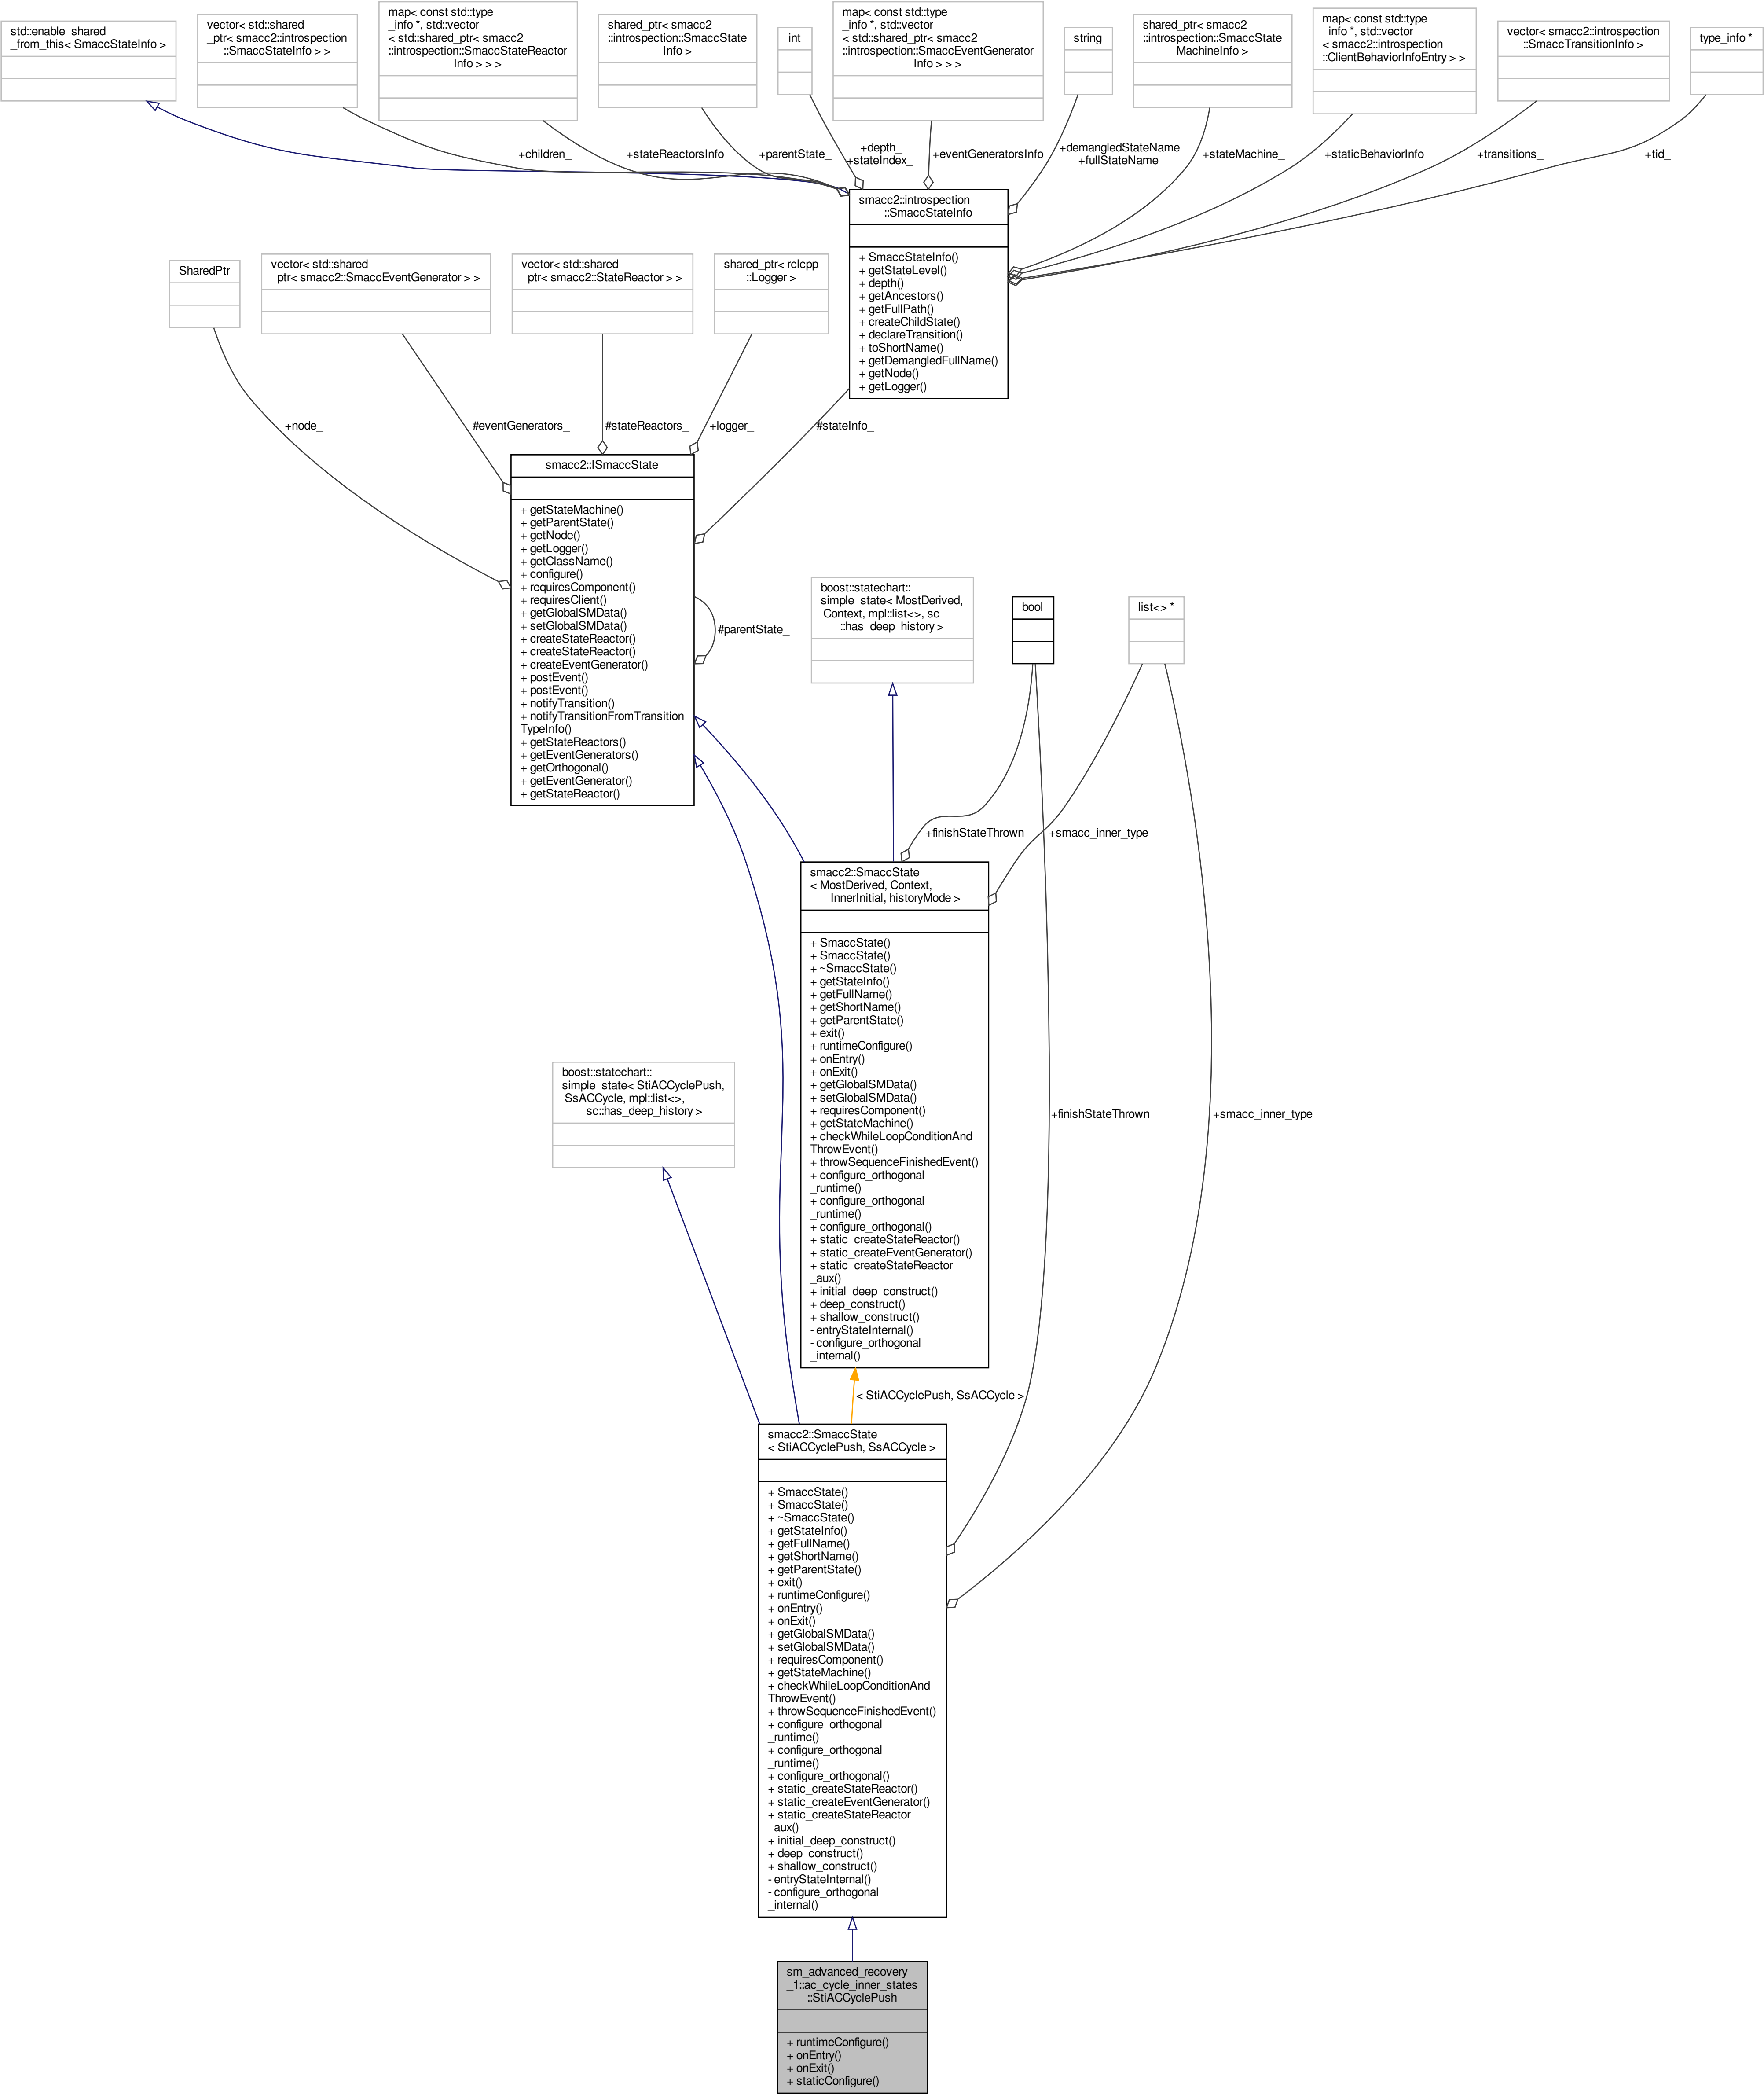 std::enable_shared
_from_this< SmaccStateInfo >
vector< std::shared
_ptr< smacc2::introspection
::SmaccStateInfo > >
map< const std::type
_info *, std::vector
< std::shared_ptr< smacc2
::introspection::SmaccStateReactor
Info > > >
shared_ptr< smacc2
::introspection::SmaccState
Info >
int
map< const std::type
_info *, std::vector
< std::shared_ptr< smacc2
::introspection::SmaccEventGenerator
Info > > >
string
shared_ptr< smacc2
::introspection::SmaccState
MachineInfo >
map< const std::type
_info *, std::vector
< smacc2::introspection
::ClientBehaviorInfoEntry > >
vector< smacc2::introspection
::SmaccTransitionInfo >
type_info *
+children_
+stateReactorsInfo
+parentState_
+depth_
+stateIndex_
+eventGeneratorsInfo
+demangledStateName
+fullStateName
+stateMachine_
+staticBehaviorInfo
+transitions_
+tid_
smacc2::introspection
::SmaccStateInfo
+ SmaccStateInfo()
+ getStateLevel()
+ depth()
+ getAncestors()
+ getFullPath()
+ createChildState()
+ declareTransition()
+ toShortName()
+ getDemangledFullName()
+ getNode()
+ getLogger()
SharedPtr
vector< std::shared
_ptr< smacc2::SmaccEventGenerator > >
vector< std::shared
_ptr< smacc2::StateReactor > >
shared_ptr< rclcpp
::Logger >
+node_
#eventGenerators_
#stateReactors_
+logger_
#stateInfo_
smacc2::ISmaccState
+ getStateMachine()
+ getParentState()
+ getNode()
+ getLogger()
+ getClassName()
+ configure()
+ requiresComponent()
+ requiresClient()
+ getGlobalSMData()
+ setGlobalSMData()
+ createStateReactor()
+ createStateReactor()
+ createEventGenerator()
+ postEvent()
+ postEvent()
+ notifyTransition()
+ notifyTransitionFromTransition
TypeInfo()
+ getStateReactors()
+ getEventGenerators()
+ getOrthogonal()
+ getEventGenerator()
+ getStateReactor()
#parentState_
boost::statechart::
simple_state< MostDerived,
Context, mpl::list<>, sc
::has_deep_history >
bool
list<> *
+finishStateThrown
+smacc_inner_type
smacc2::SmaccState
< MostDerived, Context,
InnerInitial, historyMode >
+ SmaccState()
+ SmaccState()
+ ~SmaccState()
+ getStateInfo()
+ getFullName()
+ getShortName()
+ getParentState()
+ exit()
+ runtimeConfigure()
+ onEntry()
+ onExit()
+ getGlobalSMData()
+ setGlobalSMData()
+ requiresComponent()
+ getStateMachine()
+ checkWhileLoopConditionAnd
ThrowEvent()
+ throwSequenceFinishedEvent()
+ configure_orthogonal
_runtime()
+ configure_orthogonal
_runtime()
+ configure_orthogonal()
+ static_createStateReactor()
+ static_createEventGenerator()
+ static_createStateReactor
_aux()
+ initial_deep_construct()
+ deep_construct()
+ shallow_construct()
- entryStateInternal()
- configure_orthogonal
_internal()
boost::statechart::
simple_state< StiACCyclePush,
SsACCycle, mpl::list<>,
sc::has_deep_history >
+finishStateThrown
+smacc_inner_type
< StiACCyclePush, SsACCycle >
smacc2::SmaccState
< StiACCyclePush, SsACCycle >
+ SmaccState()
+ SmaccState()
+ ~SmaccState()
+ getStateInfo()
+ getFullName()
+ getShortName()
+ getParentState()
+ exit()
+ runtimeConfigure()
+ onEntry()
+ onExit()
+ getGlobalSMData()
+ setGlobalSMData()
+ requiresComponent()
+ getStateMachine()
+ checkWhileLoopConditionAnd
ThrowEvent()
+ throwSequenceFinishedEvent()
+ configure_orthogonal
_runtime()
+ configure_orthogonal
_runtime()
+ configure_orthogonal()
+ static_createStateReactor()
+ static_createEventGenerator()
+ static_createStateReactor
_aux()
+ initial_deep_construct()
+ deep_construct()
+ shallow_construct()
- entryStateInternal()
- configure_orthogonal
_internal()
sm_advanced_recovery
_1::ac_cycle_inner_states
::StiACCyclePush
+ runtimeConfigure()
+ onEntry()
+ onExit()
+ staticConfigure()